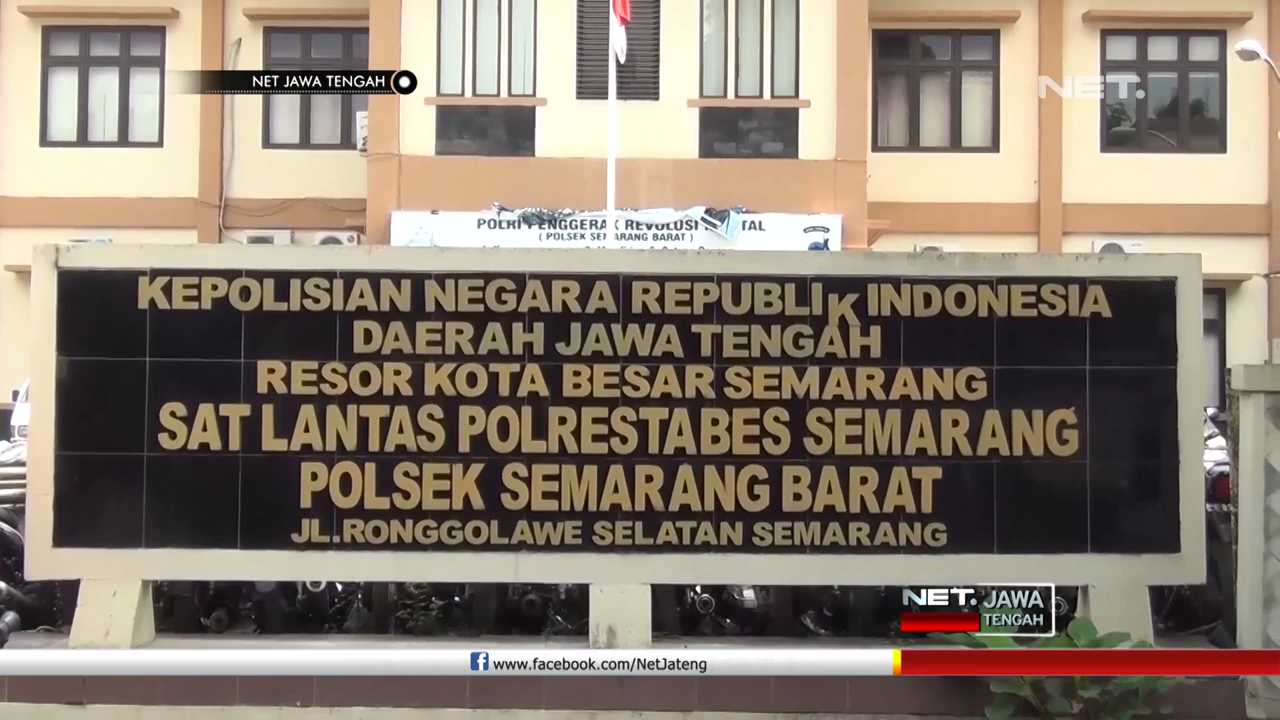 NET JAWA TENGAH
NET.
POLRI PENGGERAK REVOLUSI
( POLSEK SEMARANG BARAT )
KEPOLISIAN NEGARA REPUBLIK INDONESIA
DAERAH JAWA TENGAH
RESOR KOTA BESAR SEMARANG
SAT LANTAS POLRESTABES SEMARANG
POLSEK SEMARANG BARAT
JL.RONGGOLAWE SELATAN SEMARANG
NET. JAWA
TENGAH
www.facebook.com/NetJateng